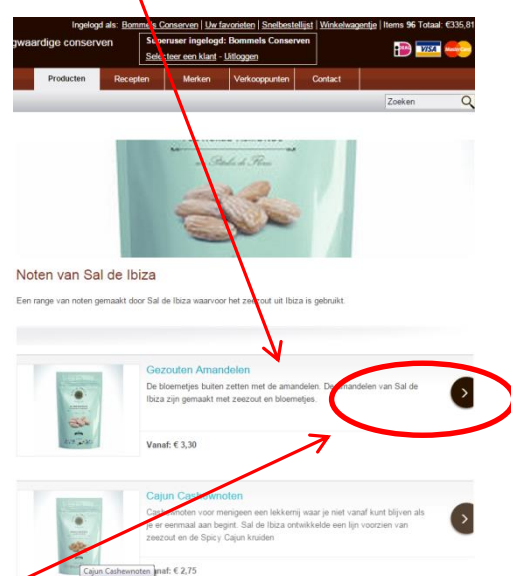 Ingelogd als: Bommels Conserven | Uw favorieten | Snelbestellijst | Winkelwagentje | Items 96 Totaal: €335,81
gwaardige conserven
Superuser ingelogd: Bommels Conserven
Selecteer een klant - Uitloggen
VISA
MasterCard
Producten Recepten Merken Verkooppunten Contact
Zoeken
Noten van Sal de Ibiza
Een range van noten gemaakt door Sal de Ibiza waarvoor het zeezout uit Ibiza is gebruikt.
Gezouten Amandelen
De bloemetjes buiten zetten met de amandelen. De amandelen van Sal de
Ibiza zijn gemaakt met zeezout en bloemetjes.
Vanaf: € 3,30
Cajun Cashewnoten
Cashewnoten voor menigeen een lekkernij waar je niet vanaf kunt blijven als
je er eenmaal aan begint. Sal de Ibiza ontwikkelde een lijn voorzien van
zeezout en de Spicy Cajun kruiden
Cajun Cashewnoten
anaf: € 2,75